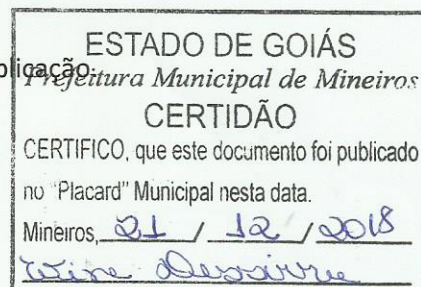 ESTADO DE GOIÁS
blicação.
Prefeitura Municipal de Mineiros
CERTIDÃO
CERTIFICO, que este documento foi publicado
no "Placard" Municipal nesta data.
Mineiros, 21 / 12 / 2018